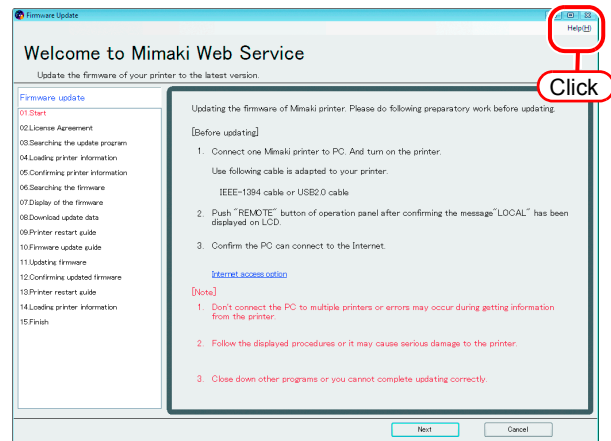 Firmware Update
Help(H)
Welcome to Mimaki Web Service
Update the firmware of your printer to the latest version.
Click
Firmware update
01.Start
02.License Agreement
03.Searching the update program
04.Loading printer information
05.Confirming printer information
06.Searching the firmware
07.Display of the firmware
08.Download update data
09.Printer restart guide
10.Firmware update guide
11.Updating firmware
12.Confirming updated firmware
13.Printer restart guide
14.Loading printer information
15.Finish
Updating the firmware of Mimaki printer. Please do following preparatory work before updating.
[Before updating]
1. Connect one Mimaki printer to PC. And turn on the printer.
Use following cable is adapted to your printer.
IEEE-1394 cable or USB2.0 cable
2. Push "REMOTE" button of operation panel after confirming the message"LOCAL" has been
displayed on LCD.
3. Confirm the PC can connect to the Internet.
Internet access option
[Note]
1. Don't connect the PC to multiple printers or errors may occur during getting information
from the printer.
2. Follow the displayed procedures or it may cause serious damage to the printer.
3. Close down other programs or you cannot complete updating correctly.
Next
Cancel